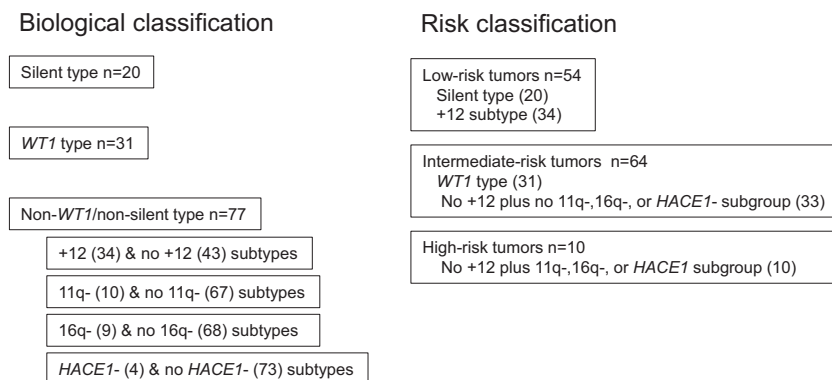 Biological classification
Silent type n=20
WT1 type n=31
Non-WT1/non-silent type n=77
+12 (34) & no +12 (43) subtypes
11q- (10) & no 11q- (67) subtypes
16q- (9) & no 16q- (68) subtypes
HACE1- (4) & no HACE1- (73) subtypes
Risk classification
Low-risk tumors n=54
Silent type (20)
+12 subtype (34)
Intermediate-risk tumors n=64
WT1 type (31)
No +12 plus no 11q-,16q-, or HACE1- subgroup (33)
High-risk tumors n=10
No +12 plus 11q-,16q-, or HACE1 subgroup (10)